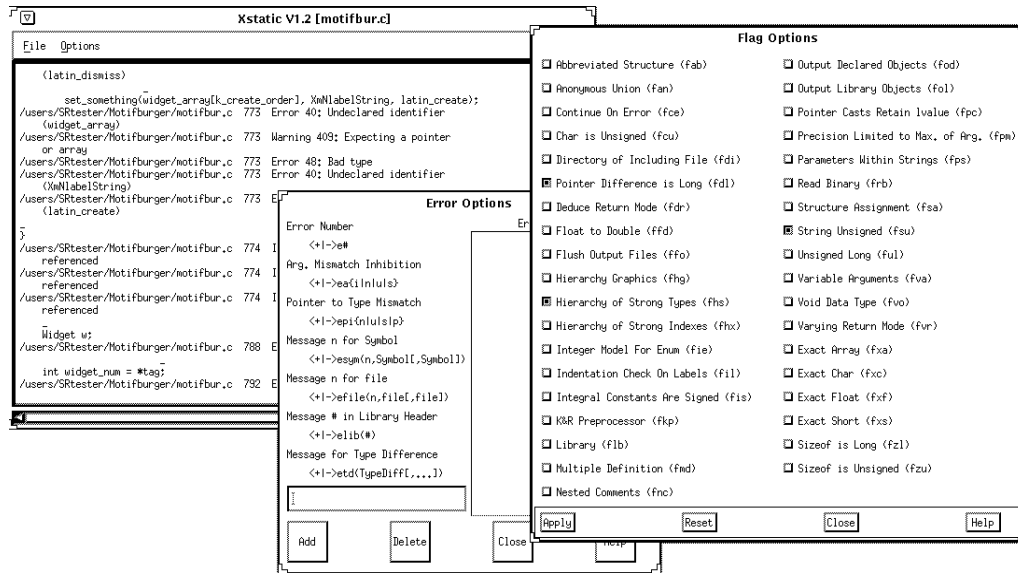 Xstatic V1.2 [motifbur.c]
File Options
(latin_dismiss)
_
set_something(widget_array[k_create_order], XmNlabelString, latin_create);
/users/SRtester/Motifburger/motifbur.c 773 Error 40: Undeclared identifier
(widget_array)
/users/SRtester/Motifburger/motifbur.c 773 Warning 409: Expecting a pointer
or array
/users/SRtester/Motifburger/motifbur.c 773 Error 48: Bad type
/users/SRtester/Motifburger/motifbur.c 773 Error 40: Undeclared identifier
(XmNlabelString)
/users/SRtester/Motifburger/motifbur.c 773 E
(latin_create)
_
}
/users/SRtester/Motifburger/motifbur.c 774 I
referenced
/users/SRtester/Motifburger/motifbur.c 774 I
referenced
/users/SRtester/Motifburger/motifbur.c 774 I
referenced
_
Widget w;
/users/SRtester/Motifburger/motifbur.c 788 E
_
int widget_num = *tag;
/users/SRtester/Motifburger/motifbur.c 792 E
Error Options
Er
Error Number
<+|->e#
Arg. Mismatch Inhibition
<+|->ea{i|n|u|s}
Pointer to Type Mismatch
<+|->epi{n|u|s|p}
Message n for Symbol
<+|->esym(n,Symbol[,Symbol])
Message n for file
<+|->efile(n,file[,file])
Message # in Library Header
<+|->elib(#)
Message for Type Difference
<+|->etd(TypeDiff[,...])
Add Delete Close Help
Flag Options
Abbreviated Structure (fab)
Anonymous Union (fan)
Continue On Error (fce)
Char is Unsigned (fcu)
Directory of Including File (fdi)
Pointer Difference is Long (fdl)
Deduce Return Mode (fdr)
Float to Double (ffd)
Flush Output Files (ffo)
Hierarchy Graphics (fhg)
Hierarchy of Strong Types (fhs)
Hierarchy of Strong Indexes (fhx)
Integer Model For Enum (fie)
Indentation Check On Labels (fil)
Integral Constants Are Signed (fis)
K&R Preprocessor (fkp)
Library (flb)
Multiple Definition (fmd)
Nested Comments (fnc)
Output Declared Objects (fod)
Output Library Objects (fol)
Pointer Casts Retain lvalue (fpc)
Precision Limited to Max. of Arg. (fpm)
Parameters Within Strings (fps)
Read Binary (frb)
Structure Assignment (fsa)
String Unsigned (fsu)
Unsigned Long (ful)
Variable Arguments (fva)
Void Data Type (fvo)
Varying Return Mode (fvr)
Exact Array (fxa)
Exact Char (fxc)
Exact Float (fxf)
Exact Short (fxs)
Sizeof is Long (fzl)
Sizeof is Unsigned (fzu)
Apply Reset Close Help